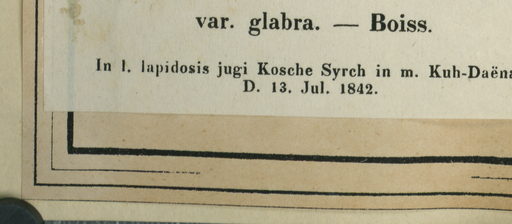 var. glabra. — Boiss.
In l. lapidosis jugi Kosche Syrch in m. Kuh-Daëna
D. 13. Jul. 1842.